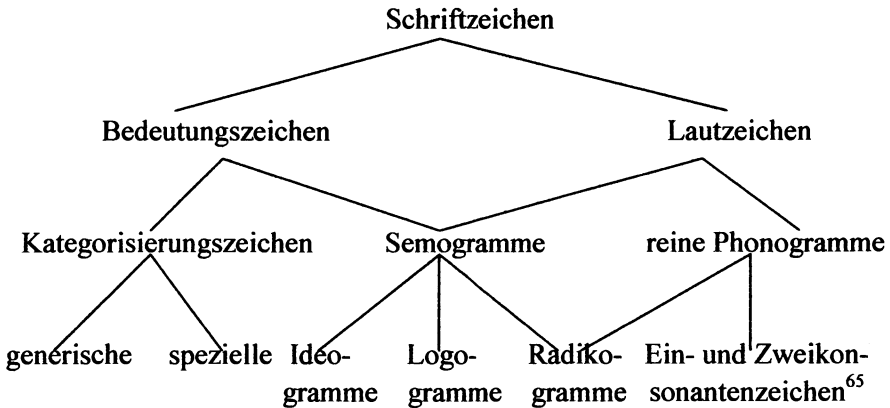 Schriftzeichen
Bedeutungszeichen Lautzeichen
Kategorisierungszeichen Semogramme reine Phonogramme
generische spezielle Ideo- Logo- Radiko- Ein- und Zweikon-
gramme gramme gramme sonantenzeichen⁶⁵